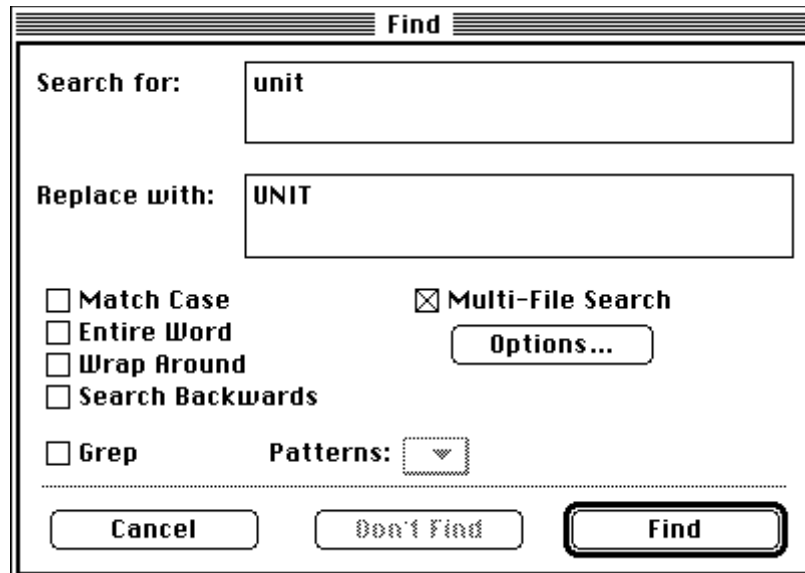 Find
Search for: unit
Replace with: UNIT
Match Case Multi-File Search
Entire Word Options...
Wrap Around
Search Backwards
Grep Patterns:
Cancel Don't Find Find